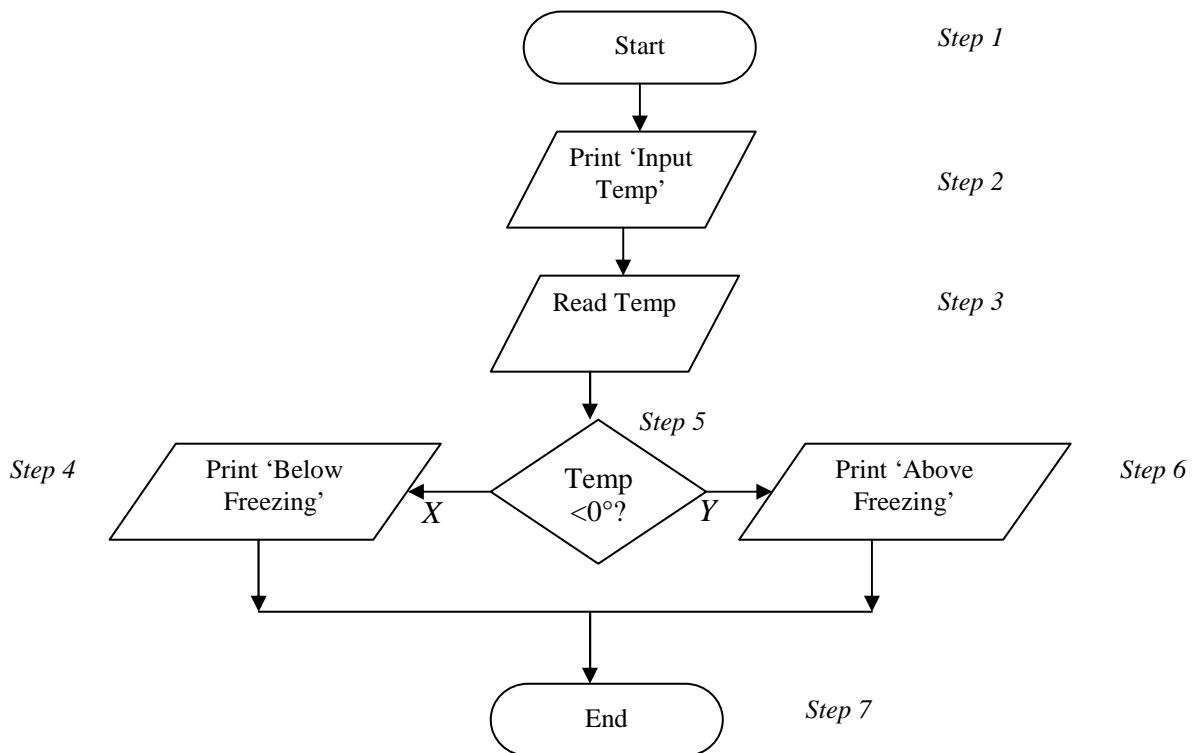 Start
Step 1
Print ‘Input
Temp’
Step 2
Read Temp
Step 3
Step 5
Step 4
Print ‘Below
Freezing’
X
Temp
<0°?
Y
Print ‘Above
Freezing’
Step 6
End
Step 7